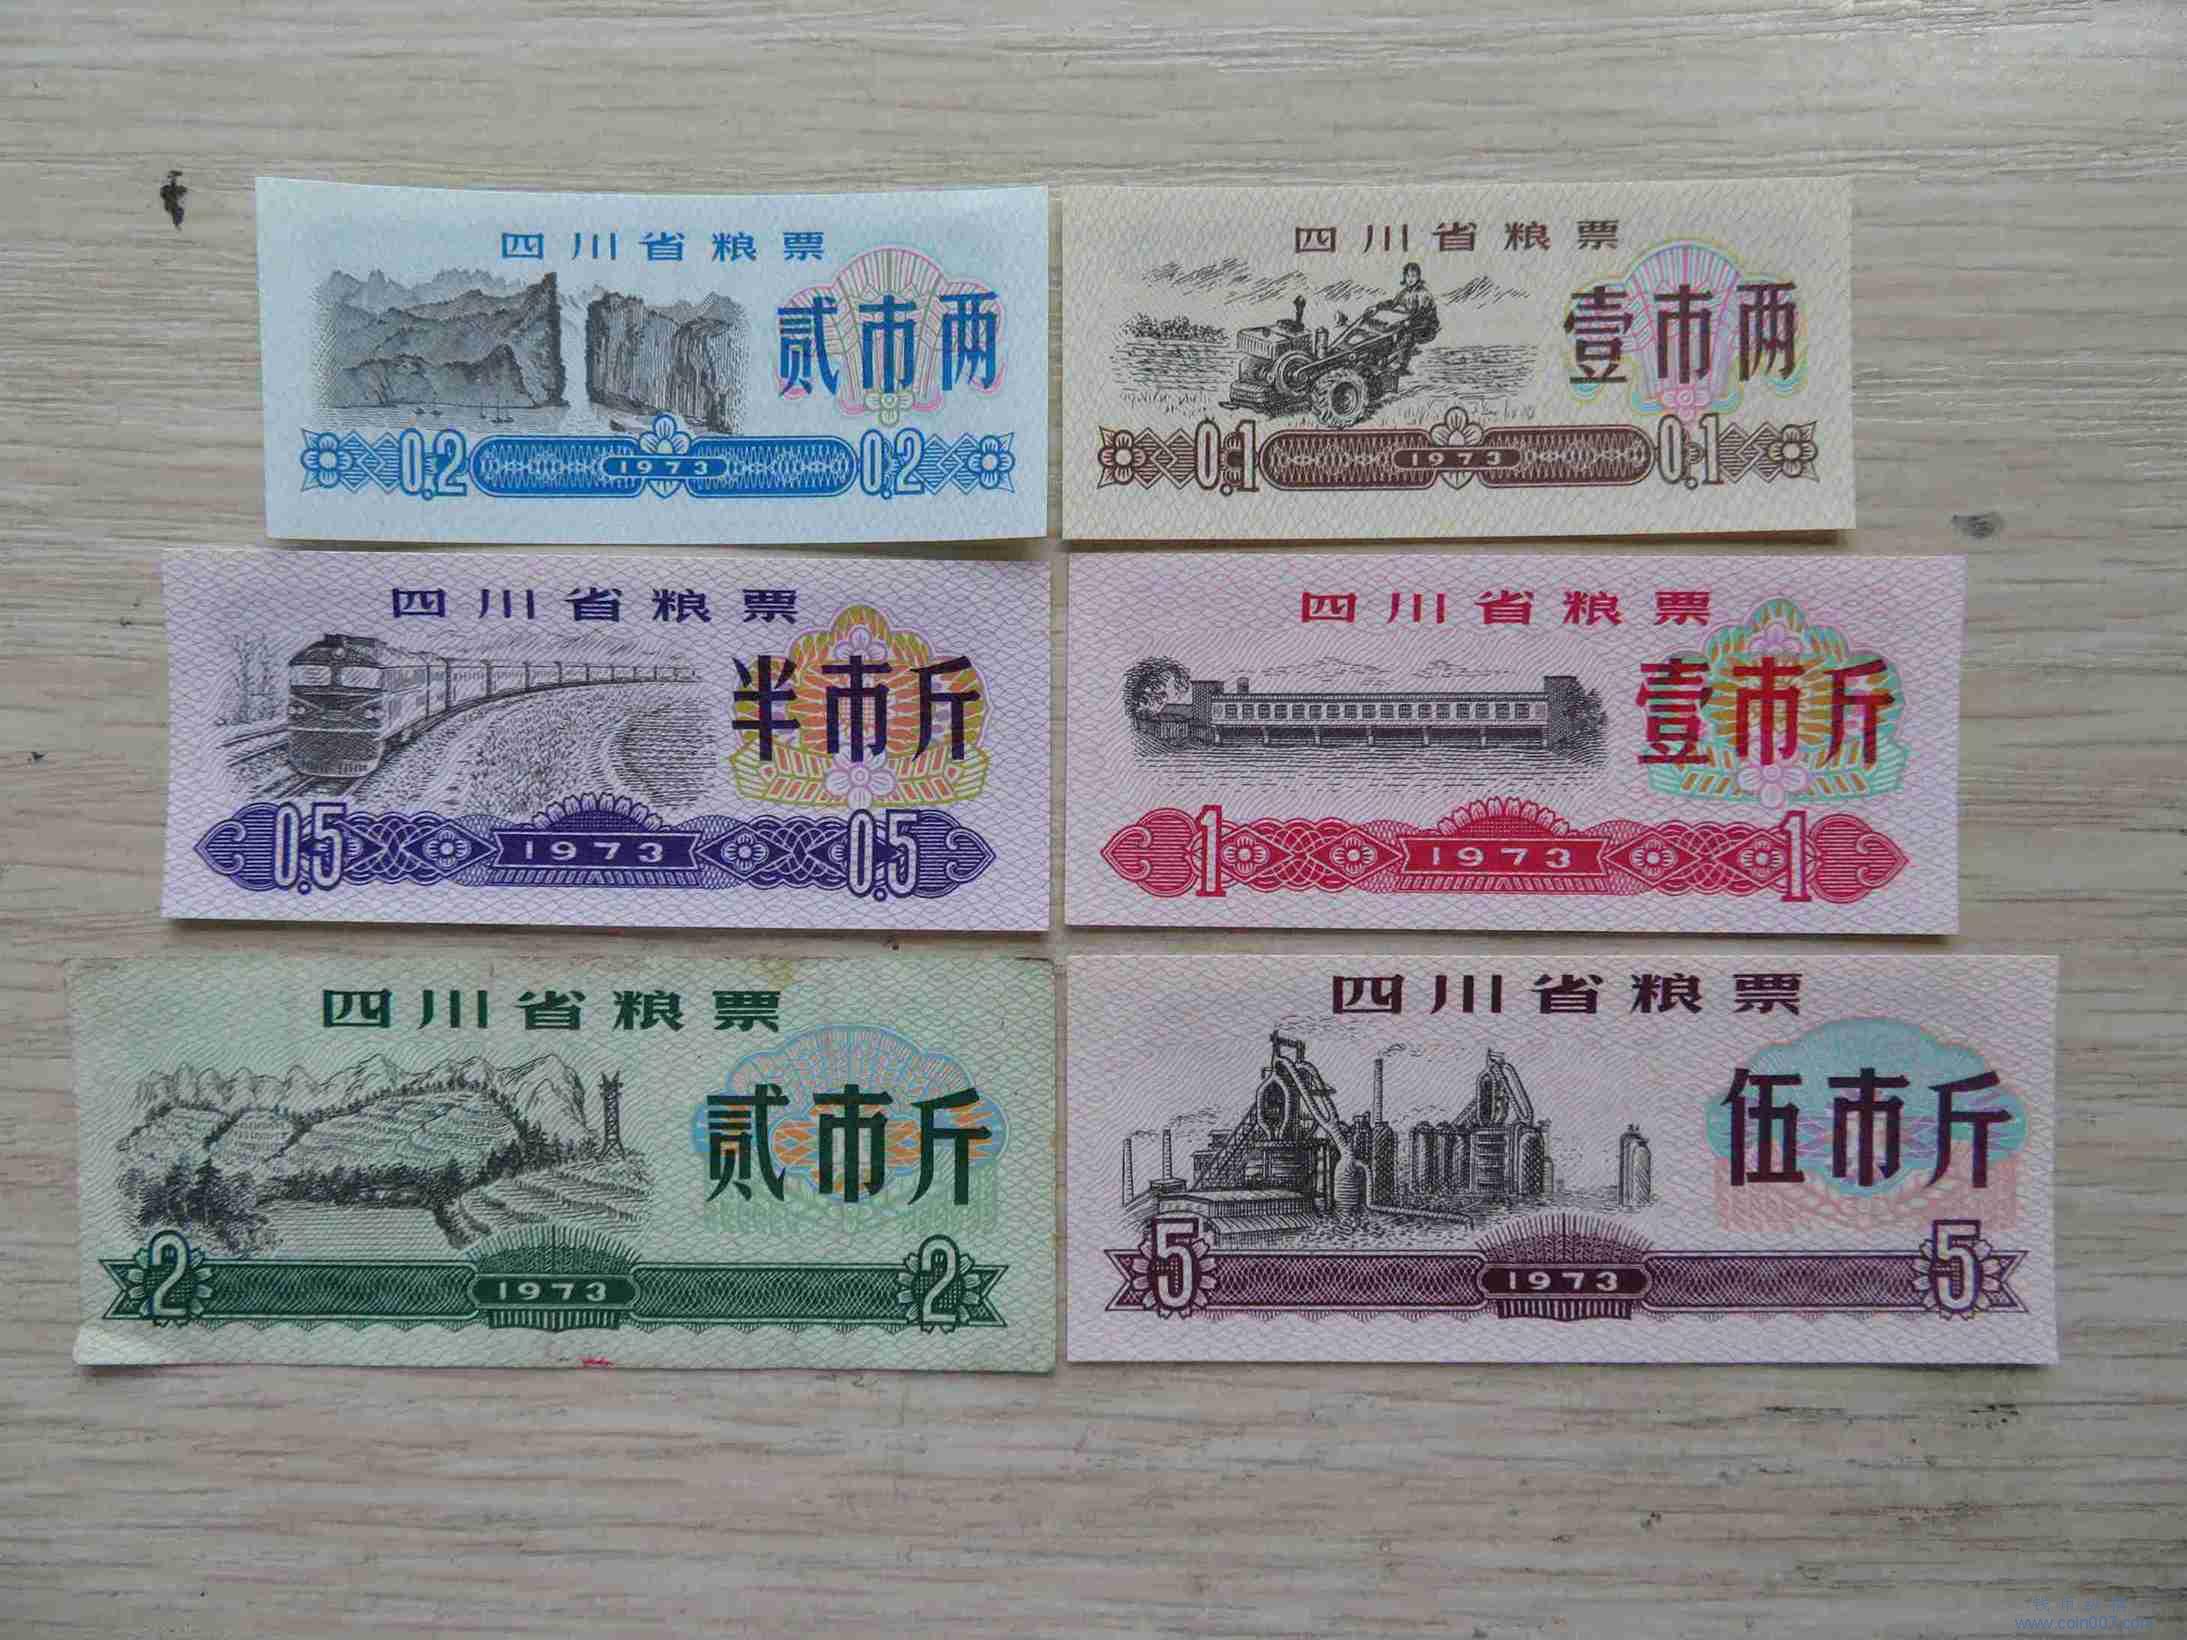 四川省粮票
贰市两
0.2 1973 0.2
四川省粮票
壹市两
0.1 1973 0.1
四川省粮票
半市斤
0.5 1973 0.5
四川省粮票
壹市斤
1 1973 1
四川省粮票
贰市斤
2 1973 2
四川省粮票
伍市斤
5 1973 5
www.coin007.com